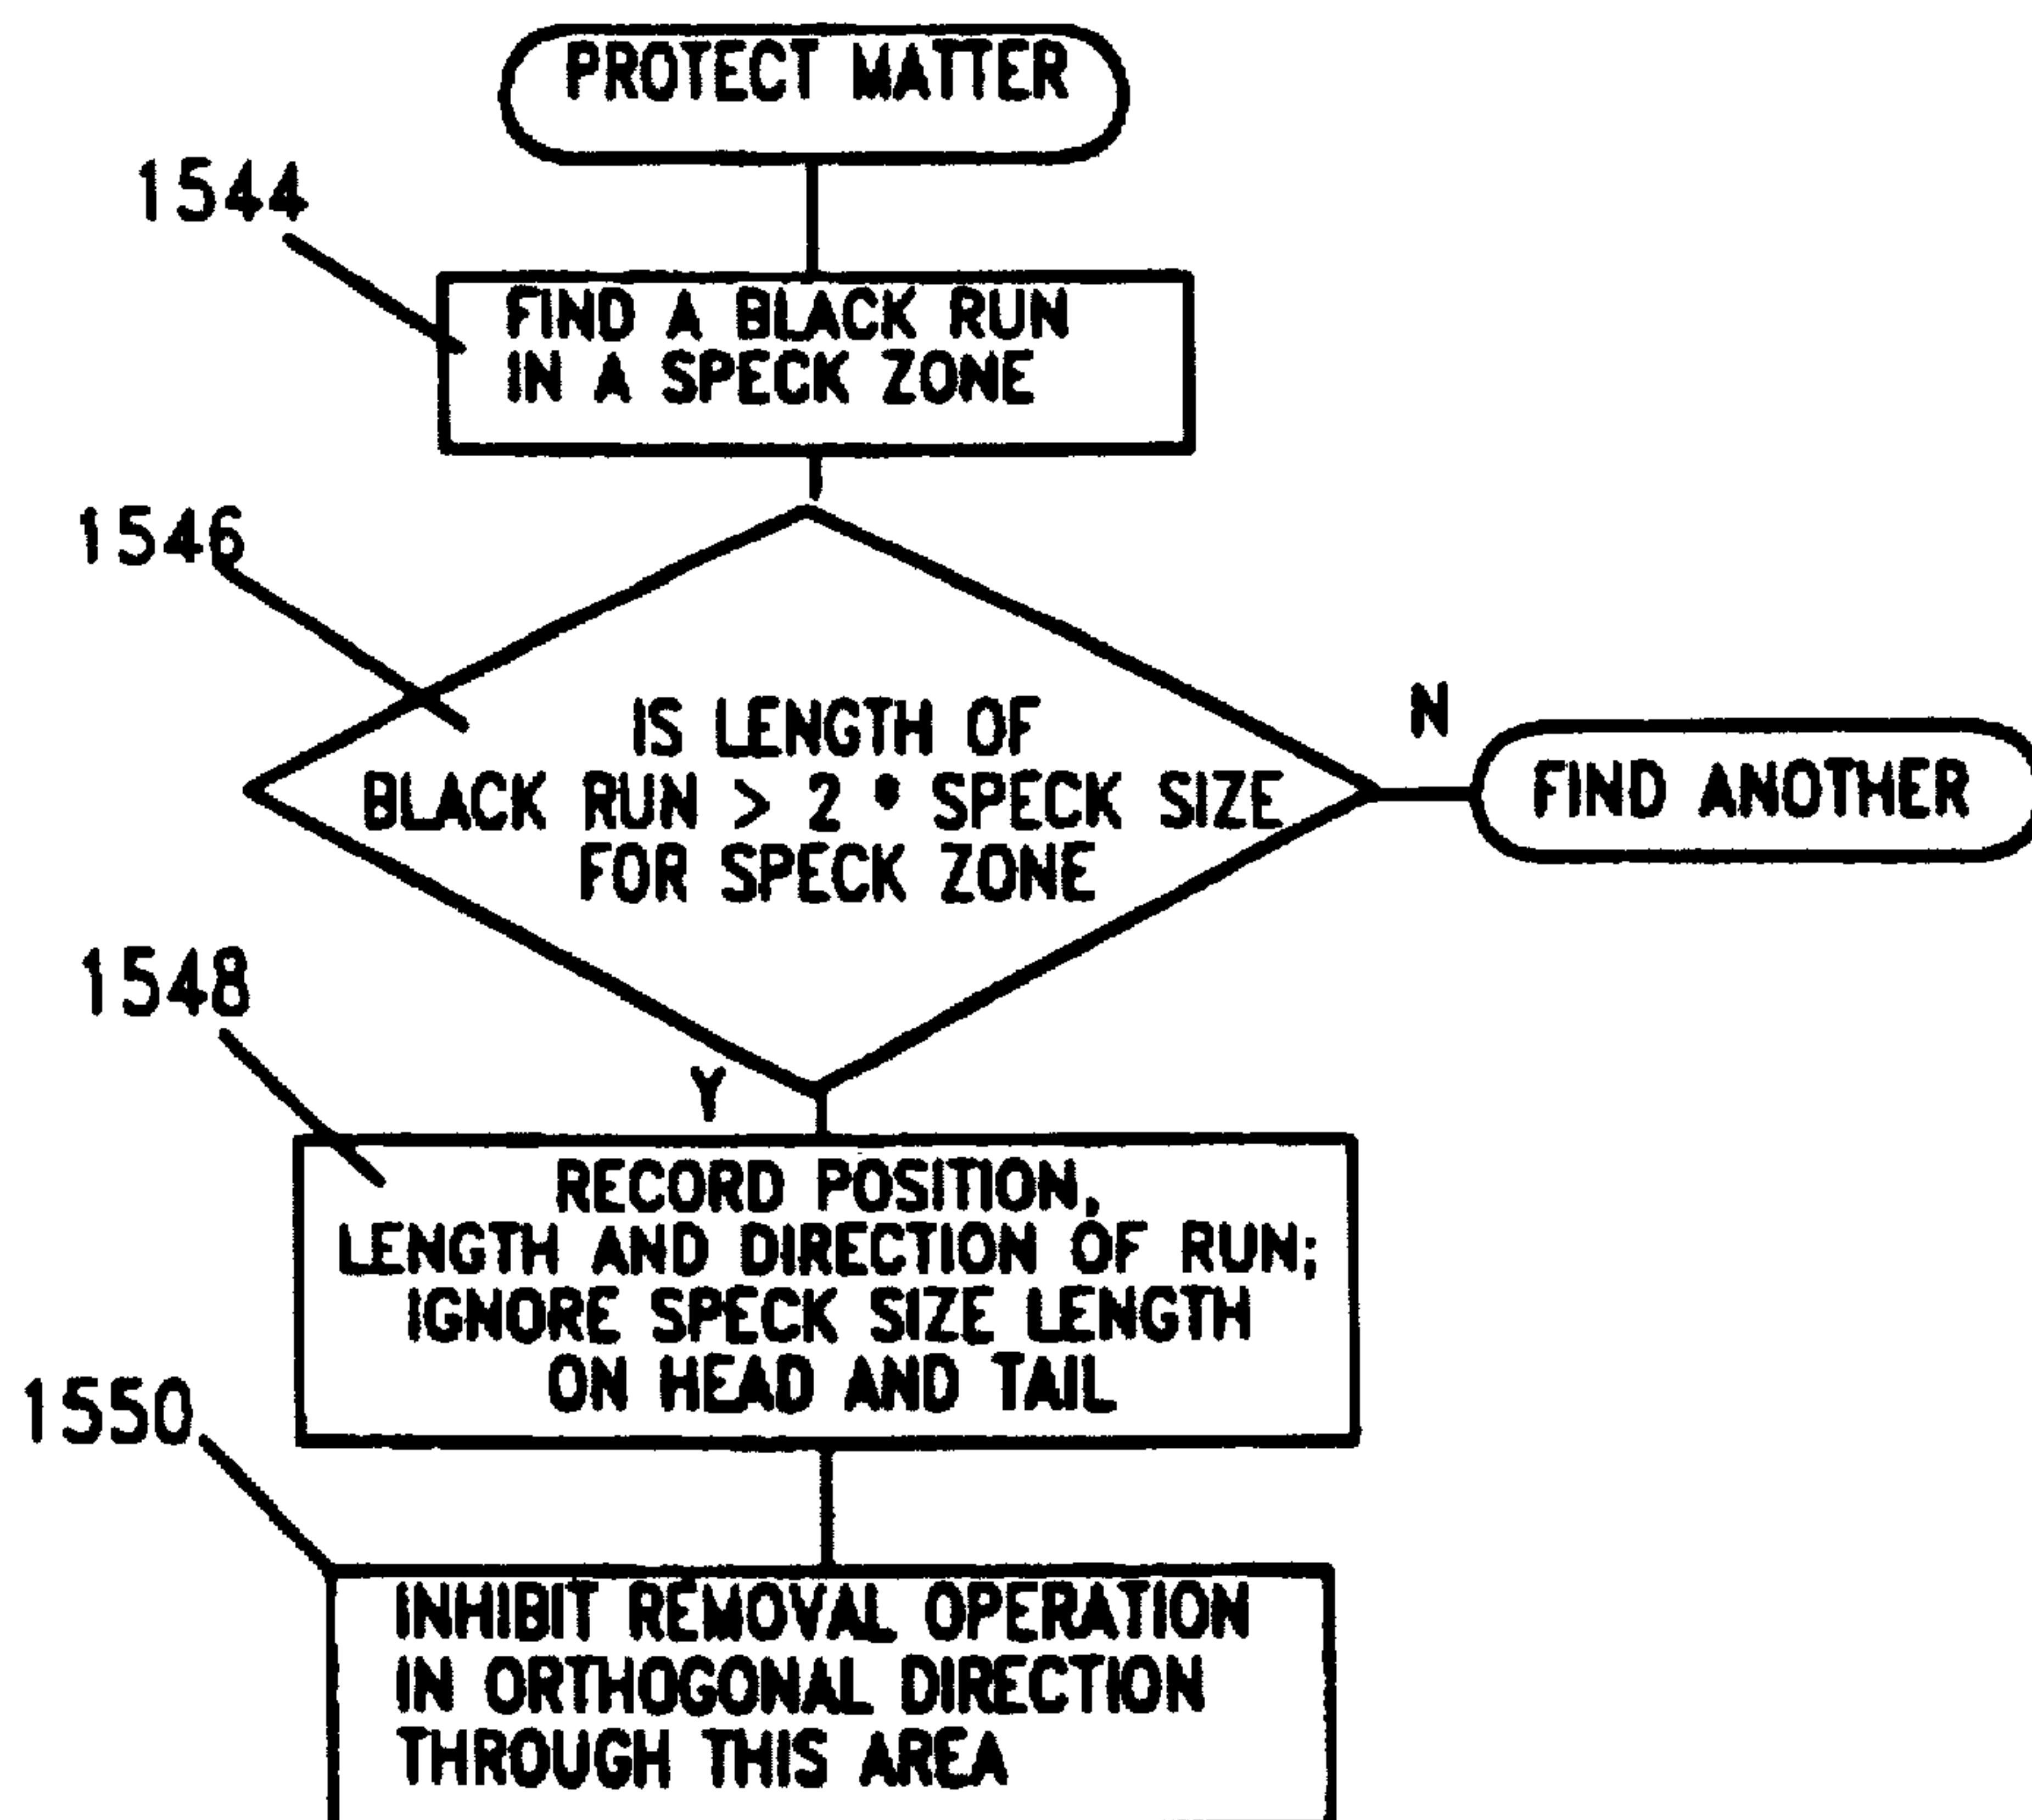 PROTECT MATTER
1544
FIND A BLACK RUN
IN A SPECK ZONE
1546
IS LENGTH OF
BLACK RUN > 2 • SPECK SIZE
FOR SPECK ZONE
N
FIND ANOTHER
1548
Y
RECORD POSITION,
LENGTH AND DIRECTION OF RUN;
IGNORE SPECK SIZE LENGTH
ON HEAD AND TAIL
1550
INHIBIT REMOVAL OPERATION
IN ORTHOGONAL DIRECTION
THROUGH THIS AREA